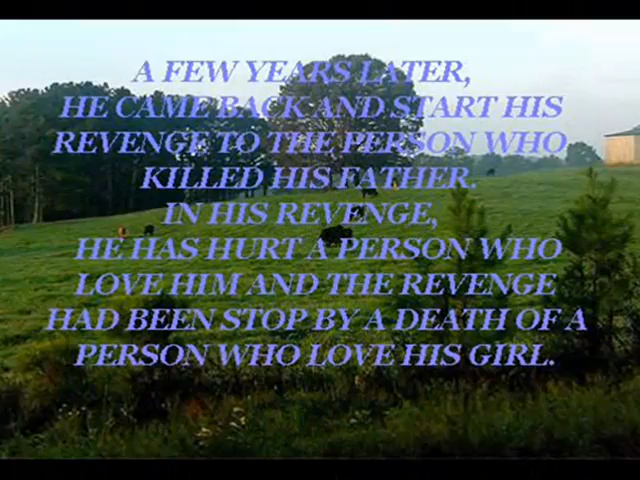 A FEW YEARS LATER,
HE CAME BACK AND START HIS
REVENGE TO THE PERSON WHO
KILLED HIS FATHER.
IN HIS REVENGE,
HE HAS HURT A PERSON WHO
LOVE HIM AND THE REVENGE
HAD BEEN STOP BY A DEATH OF A
PERSON WHO LOVE HIS GIRL.